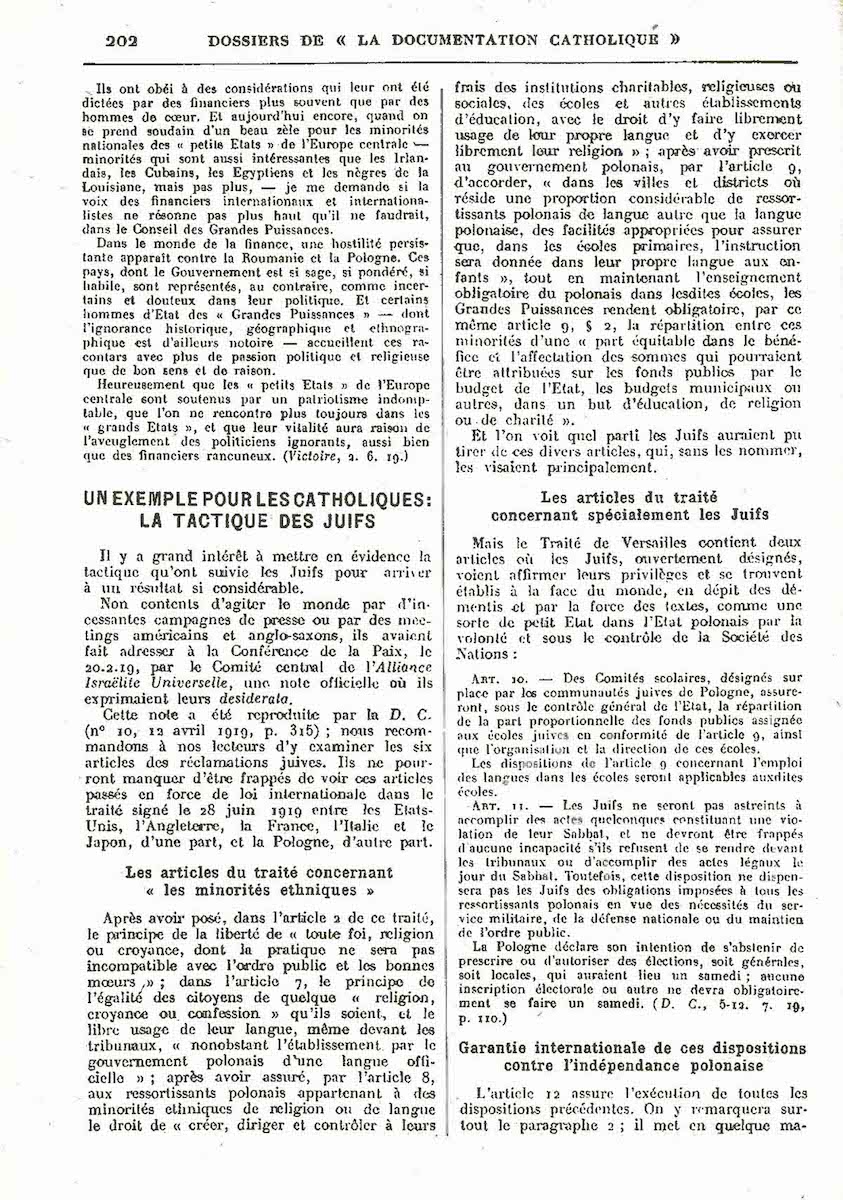 202 DOSSIERS DE « LA DOCUMENTATION CATHOLIQUE »
Ils ont obéi à des considérations qui leur ont été
dictées par des financiers plus souvent que par des
hommes de cœur. Et aujourd'hui encore, quand on
se prend soudain d'un beau zèle pour les minorités
nationales des « petits Etats » de l'Europe centrale —
minorités qui sont aussi intéressantes que les Irlan-
dais, les Cubains, les Egyptiens et les nègres de la
Louisiane, mais pas plus, — je me demande si la
voix des financiers internationaux et internationa-
listes ne résonne pas plus haut qu'il ne faudrait,
dans le Conseil des Grandes Puissances.
Dans le monde de la finance, une hostilité persis-
tante apparaît contre la Roumanie et la Pologne. Ces
pays, dont le Gouvernement est si sage, si pondéré, si
habile, sont représentés, au contraire, comme incer-
tains et douteux dans leur politique. Et certains
hommes d'Etat des « Grandes Puissances » — dont
l'ignorance historique, géographique et ethnogra-
phique est d'ailleurs notoire — accueillent ces ra-
contars avec plus de passion politique et religieuse
que de bon sens et de raison.
Heureusement que les « petits Etats » de l'Europe
centrale sont soutenus par un patriotisme indomp-
table, que l'on ne rencontre plus toujours dans les
« grands Etats », et que leur vitalité aura raison de
l'aveuglement des politiciens ignorants, aussi bien
que des financiers rancuneux. (Victoire, 2. 6. 19.)
UN EXEMPLE POUR LES CATHOLIQUES:
LA TACTIQUE DES JUIFS
Il y a grand intérêt à mettre en évidence la
tactique qu'ont suivie les Juifs pour arriver
à un résultat si considérable.
Non contents d'agiter le monde par d'in-
cessantes campagnes de presse ou par des mee-
tings américains et anglo-saxons, ils avaient
fait adresser à la Conférence de la Paix, le
20.2.19, par le Comité central de l'Alliance
Israélite Universelle, une note officielle où ils
exprimaient leurs desiderata.
Cette note a été reproduite par la D. C.
(n° 10, 12 avril 1919, p. 315) ; nous recom-
mandons à nos lecteurs d'y examiner les six
articles des réclamations juives. Ils ne pour-
ront manquer d'être frappés de voir ces articles
passés en force de loi internationale dans le
traité signé le 28 juin 1919 entre les Etats-
Unis, l'Angleterre, la France, l'Italie et le
Japon, d'une part, et la Pologne, d'autre part.
Les articles du traité concernant
« les minorités ethniques »
Après avoir posé, dans l'article 2 de ce traité,
le principe de la liberté de « toute foi, religion
ou croyance, dont la pratique ne sera pas
incompatible avec l'ordre public et les bonnes
mœurs » ; dans l'article 7, le principe de
l'égalité des citoyens de quelque « religion,
croyance ou confession » qu'ils soient, et le
libre usage de leur langue, même devant les
tribunaux, « nonobstant l'établissement par le
gouvernement polonais d'une langue offi-
cielle » ; après avoir assuré, par l'article 8,
aux ressortissants polonais appartenant à des
minorités ethniques de religion ou de langue
le droit de « créer, diriger et contrôler à leurs
frais des institutions charitables, religieuses ou
sociales, des écoles et autres établissements
d'éducation, avec le droit d'y faire librement
usage de leur propre langue et d'y exercer
librement leur religion » ; après avoir prescrit
au gouvernement polonais, par l'article 9,
d'accorder, « dans les villes et districts où
réside une proportion considérable de ressor-
tissants polonais de langue autre que la langue
polonaise, des facilités appropriées pour assurer
que, dans les écoles primaires, l'instruction
sera donnée dans leur propre langue aux en-
fants », tout en maintenant l'enseignement
obligatoire du polonais dans lesdites écoles, les
Grandes Puissances rendent obligatoire, par ce
même article 9, § 2, la répartition entre ces
minorités d'une « part équitable dans le béné-
fice et l'affectation des sommes qui pourraient
être attribuées sur les fonds publics par le
budget de l'Etat, les budgets municipaux ou
autres, dans un but d'éducation, de religion
ou de charité ».
Et l'on voit quel parti les Juifs auraient pu
tirer de ces divers articles, qui, sans les nommer,
les visaient principalement.
Les articles du traité
concernant spécialement les Juifs
Mais le Traité de Versailles contient deux
articles où les Juifs, ouvertement désignés,
voient affirmer leurs privilèges et se trouvent
établis à la face du monde, en dépit des dé-
mentis et par la force des textes, comme une
sorte de petit Etat dans l'Etat polonais par la
volonté et sous le contrôle de la Société des
Nations :
ART. 10. — Des Comités scolaires, désignés sur
place par les communautés juives de Pologne, assure-
ront, sous le contrôle général de l'Etat, la répartition
de la part proportionnelle des fonds publics assignée
aux écoles juives en conformité de l'article 9, ainsi
que l'organisation et la direction de ces écoles.
Les dispositions de l'article 9 concernant l'emploi
des langues dans les écoles seront applicables auxdites
écoles.
ART. 11. — Les Juifs ne seront pas astreints à
accomplir des actes quelconques constituant une vio-
lation de leur Sabbat, et ne devront être frappés
d'aucune incapacité s'ils refusent de se rendre devant
les tribunaux ou d'accomplir des actes légaux le
jour du Sabbat. Toutefois, cette disposition ne dispen-
sera pas les Juifs des obligations imposées à tous les
ressortissants polonais en vue des nécessités du ser-
vice militaire, de la défense nationale ou du maintien
de l'ordre public.
La Pologne déclare son intention de s'abstenir de
prescrire ou d'autoriser des élections, soit générales,
soit locales, qui auraient lieu un samedi ; aucune
inscription électorale ou autre ne devra obligatoire-
ment se faire un samedi. (D. C., 5-12. 7. 19,
p. 110.)
Garantie internationale de ces dispositions
contre l'indépendance polonaise
L'article 12 assure l'exécution de toutes les
dispositions précédentes. On y remarquera sur-
tout le paragraphe 2 ; il met en quelque ma-